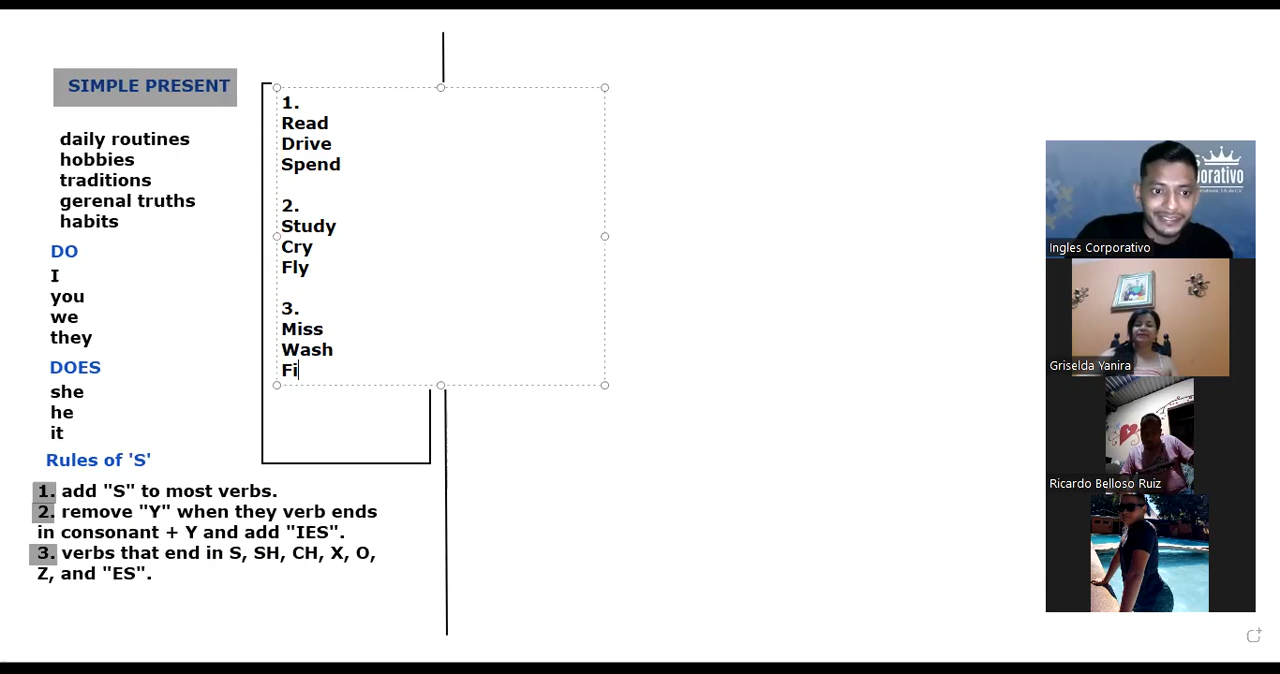 SIMPLE PRESENT
daily routines
hobbies
traditions
gerenal truths
habits
DO
I
you
we
they
DOES
she
he
it
Rules of 'S'
1. add "S" to most verbs.
2. remove "Y" when they verb ends
in consonant + Y and add "IES".
3. verbs that end in S, SH, CH, X, O,
Z, and "ES".
1.
Read
Drive
Spend
2.
Study
Cry
Fly
3.
Miss
Wash
Fi
Ingles Corporativo
Griselda Yanira
Ricardo Belloso Ruiz